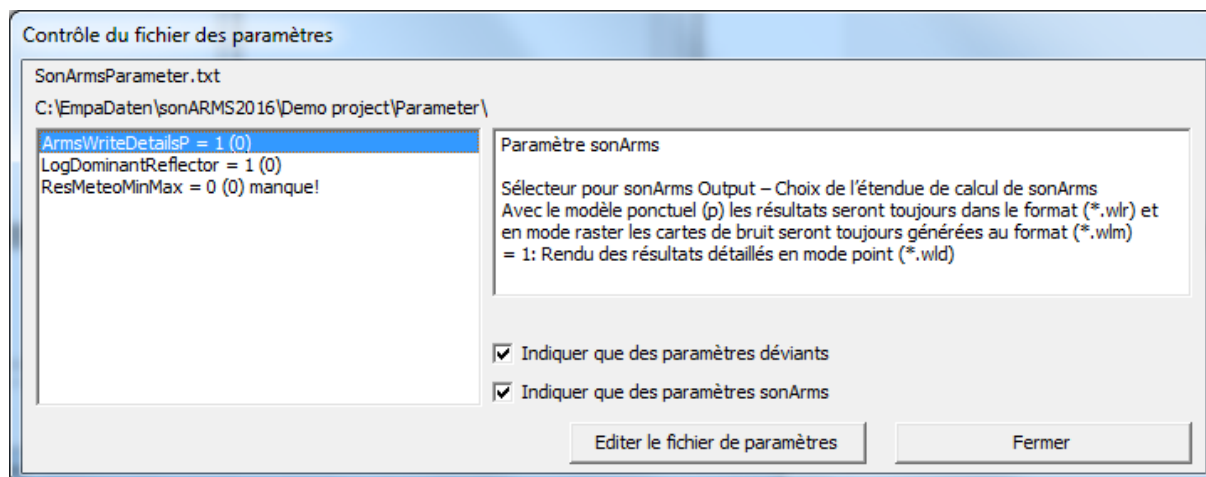 Contrôle du fichier des paramètres
SonArmsParameter.txt
C:\EmpaDaten\sonARMS2016\Demo project\Parameter\
ArmsWriteDetailsP = 1 (0)
LogDominantReflector = 1 (0)
ResMeteoMinMax = 0 (0) manque!
Paramètre sonArms
Sélecteur pour sonArms Output – Choix de l'étendue de calcul de sonArms
Avec le modèle ponctuel (p) les résultats seront toujours dans le format (*.wlr) et
en mode raster les cartes de bruit seront toujours générées au format (*.wlm)
= 1: Rendu des résultats détaillés en mode point (*.wld)
Indiquer que des paramètres déviants
Indiquer que des paramètres sonArms
Editer le fichier de paramètres
Fermer